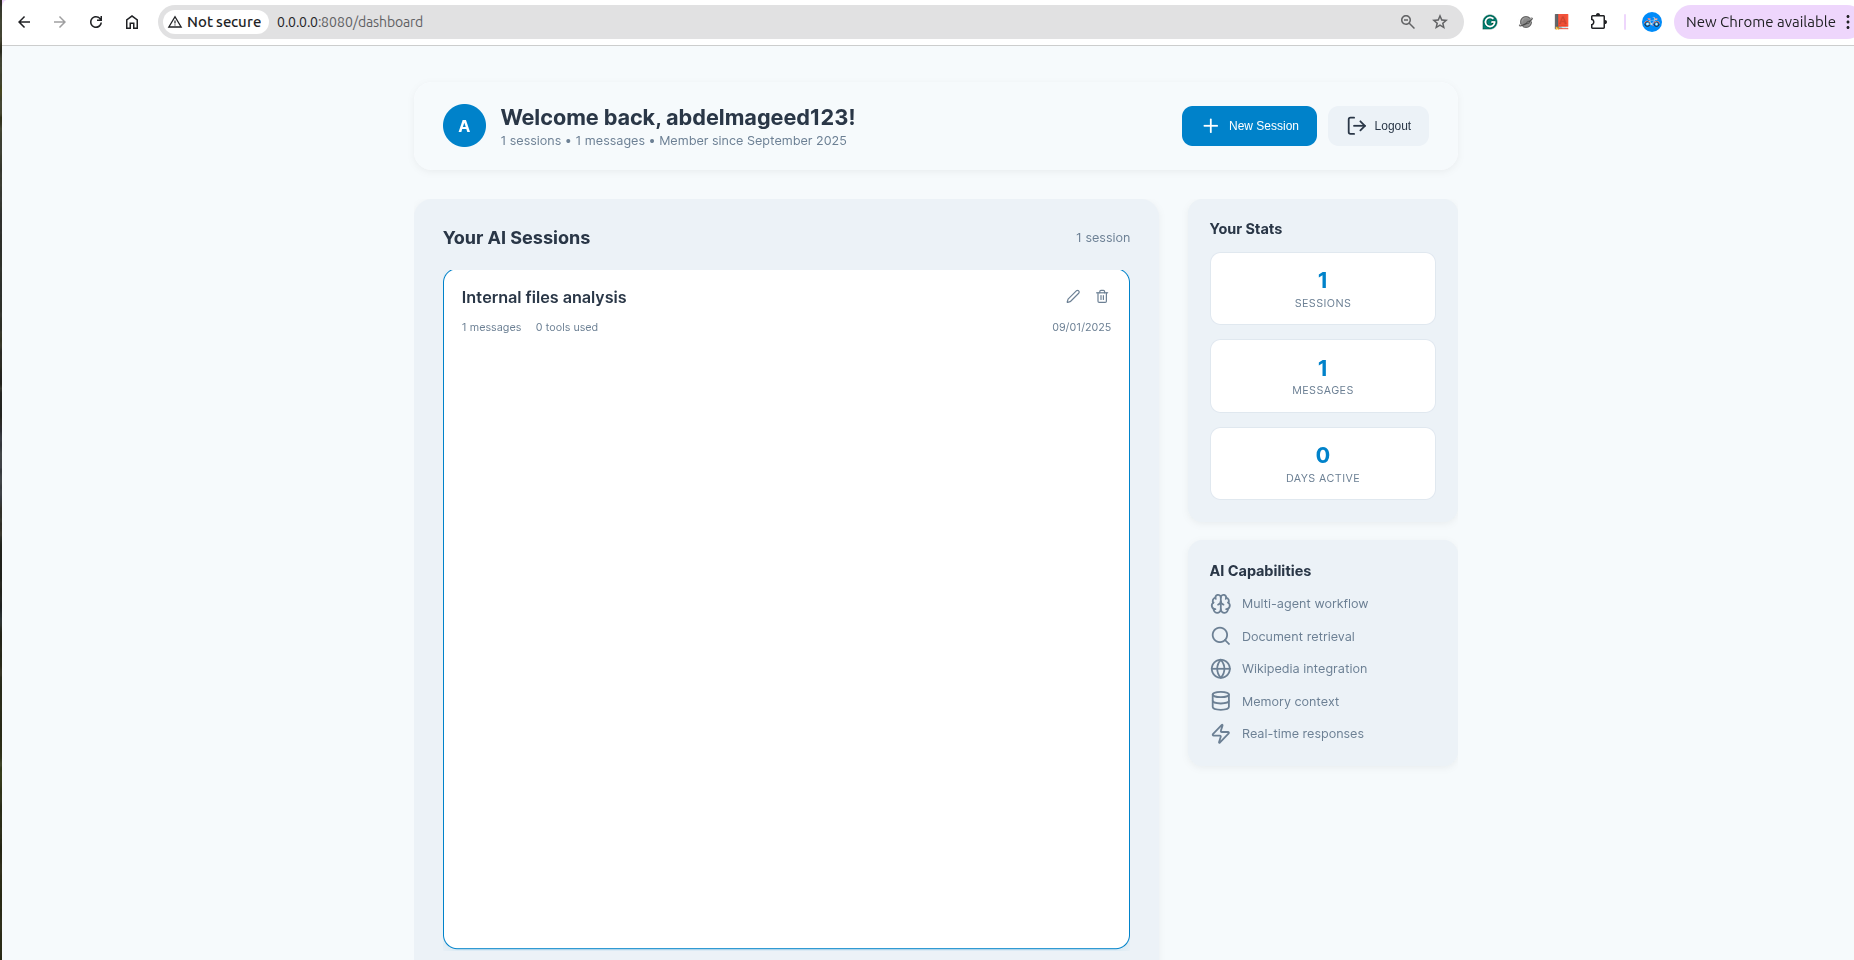 Not secure 0.0.0.0:8080/dashboard New Chrome available
A
Welcome back, abdelmageed123!
1 sessions • 1 messages • Member since September 2025
New Session
Logout
Your AI Sessions
1 session
Internal files analysis
1 messages 0 tools used
09/01/2025
Your Stats
1
SESSIONS
1
MESSAGES
0
DAYS ACTIVE
AI Capabilities
Multi-agent workflow
Document retrieval
Wikipedia integration
Memory context
Real-time responses